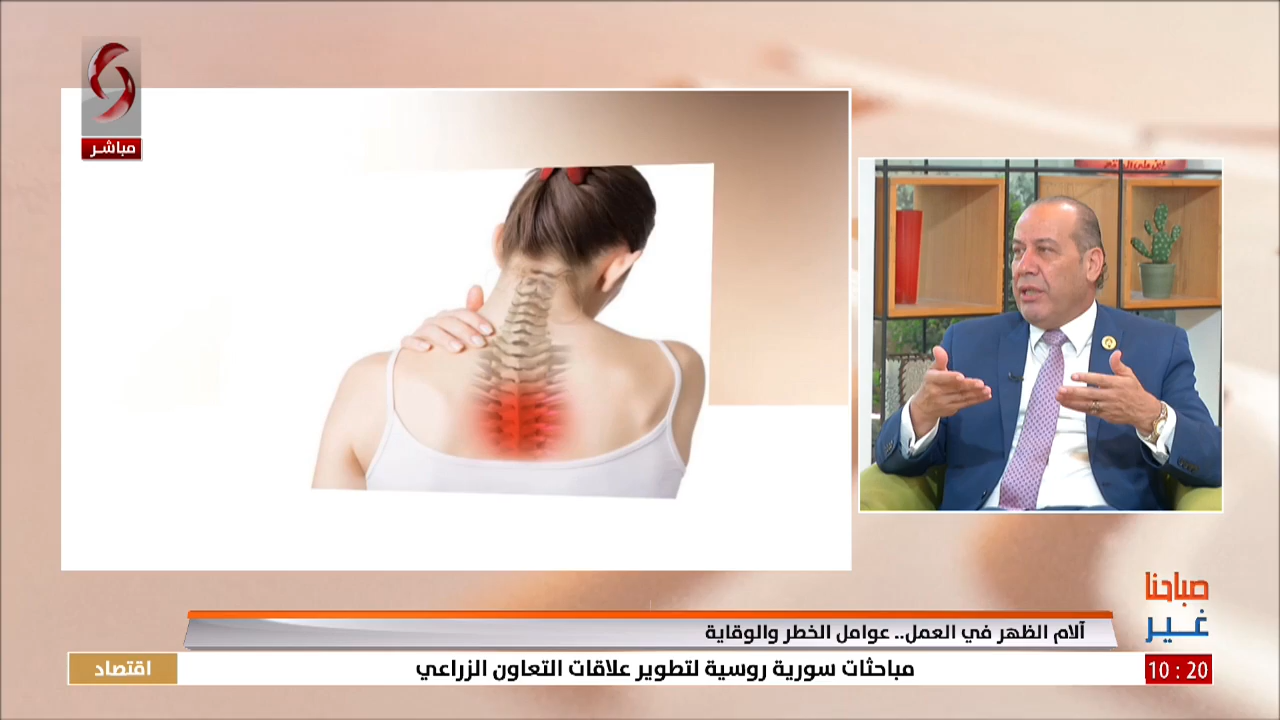 مباشر
صباحنا
غير
آلام الظهر في العمل.. عوامل الخطر والوقاية
10 : 20
مباحثات سورية روسية لتطوير علاقات التعاون الزراعي
اقتصاد